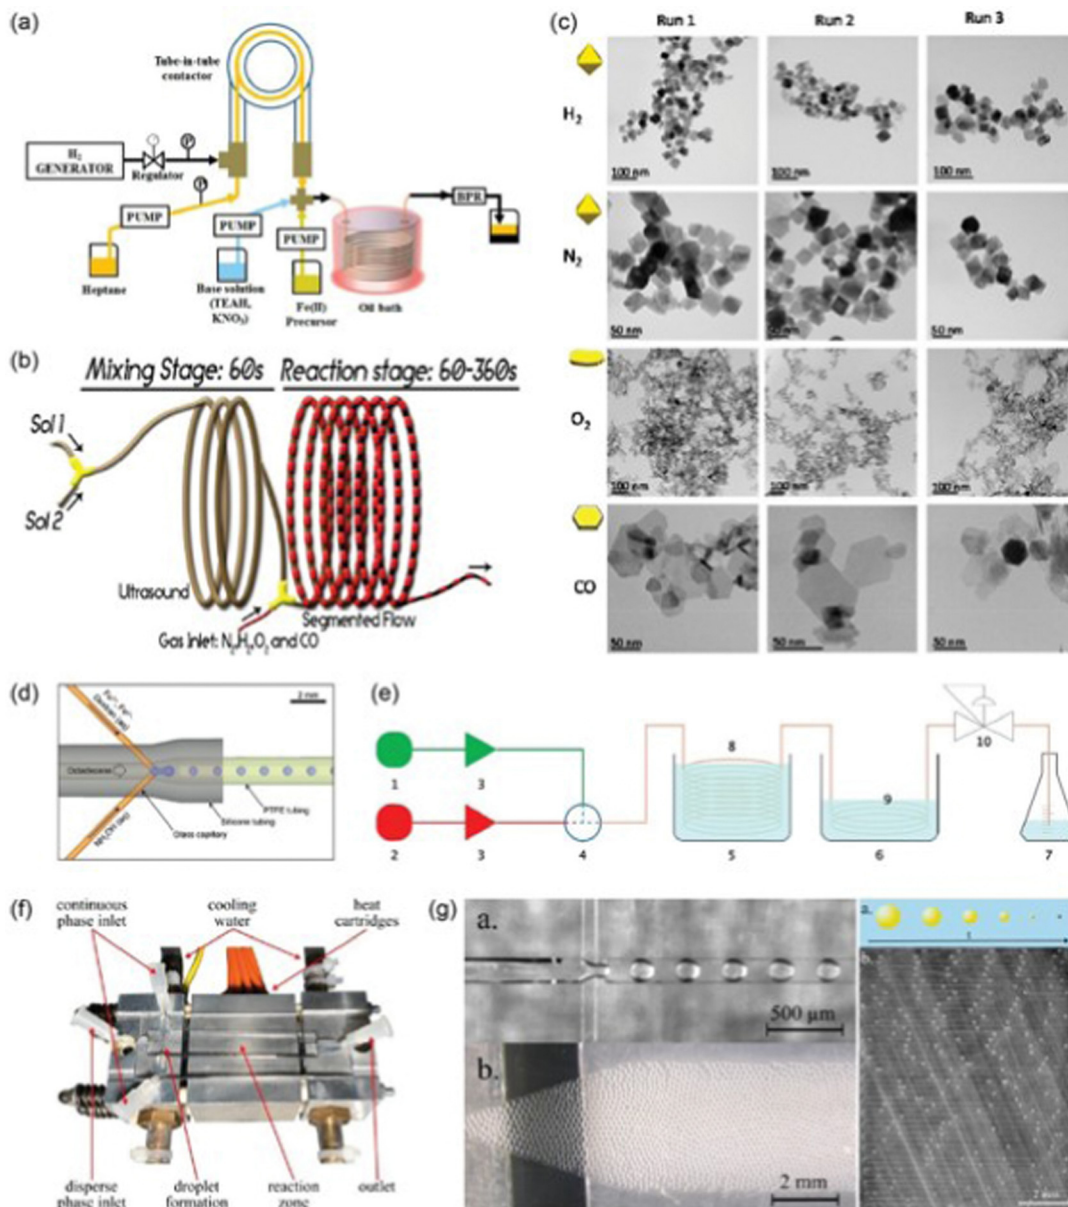 (a)
Tube-in-tube
contactor
H2
GENERATOR
Regulator
P
P
PUMP
PUMP
PUMP
BPR
Heptane
Base solution
(TEAH,
KNO3)
Fe(II)
Precursor
Oil bath
(b)
Mixing Stage: 60s
Reaction stage: 60-360s
Sol 1
Sol 2
Ultrasound
Segmented Flow
Gas Inlet: N2, H2, O2 and CO
(c)
Run 1
Run 2
Run 3
H2
100 nm
100 nm
100 nm
N2
50 nm
50 nm
50 nm
O2
100 nm
100 nm
100 nm
CO
50 nm
50 nm
50 nm
(d)
2 mm
Octadecene
PTFE tubing
Silicone tubing
Glass capillary
(e)
1
3
2
3
4
8
5
9
6
10
7
(f)
continuous
phase inlet
cooling
water
heat
cartridges
disperse
phase inlet
droplet
formation
reaction
zone
outlet
(g)
a.
500 µm
b.
2 mm
a.
t
2 mm